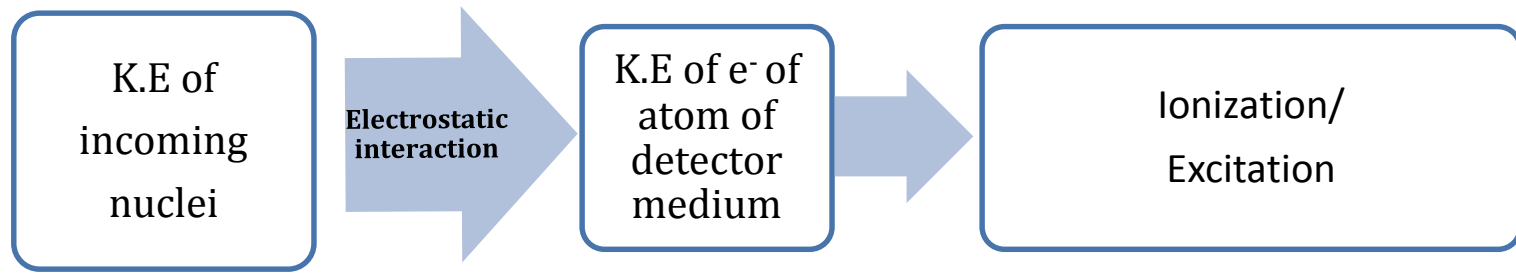 K.E of
incoming
nuclei
Electrostatic
interaction
K.E of e⁻ of
atom of
detector
medium
Ionization/
Excitation